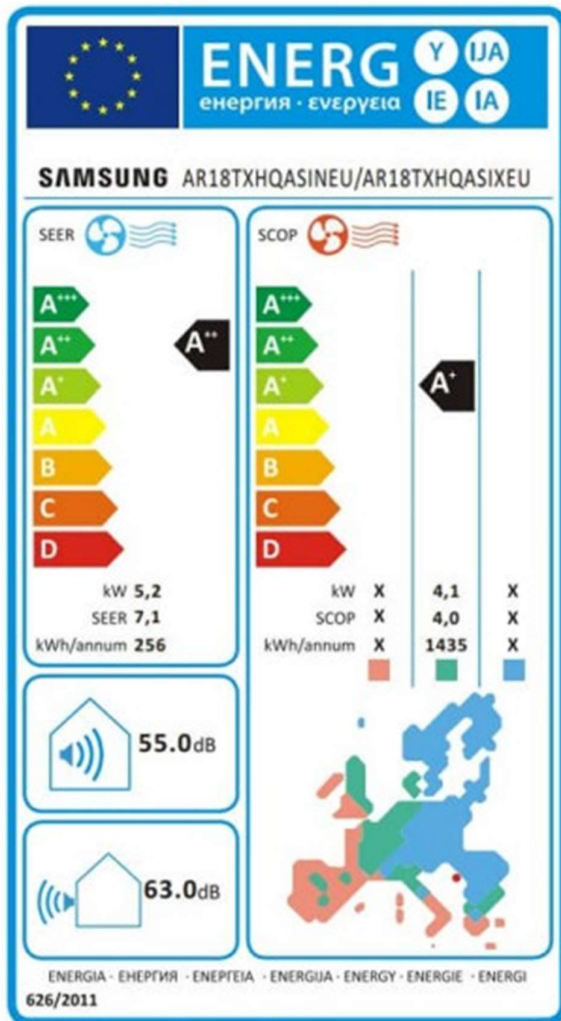 ENERG Y IJA
енергия · ενεργεια IE IA
SAMSUNG AR18TXHQASINEU/AR18TXHQASIXEU
SEER SCOP
A+++ A+++
A++ A++ A++
A+ A+ A+
A A
B B
C C
D D
kW 5,2 kW X 4,1 X
SEER 7,1 SCOP X 4,0 X
kWh/annum 256 kWh/annum X 1435 X
55.0dB
63.0dB
ENERGIA · ЕНЕРГИЯ · ΕΝΕΡΓΕΙΑ · ENERGIJA · ENERGY · ENERGIE · ENERGI
626/2011